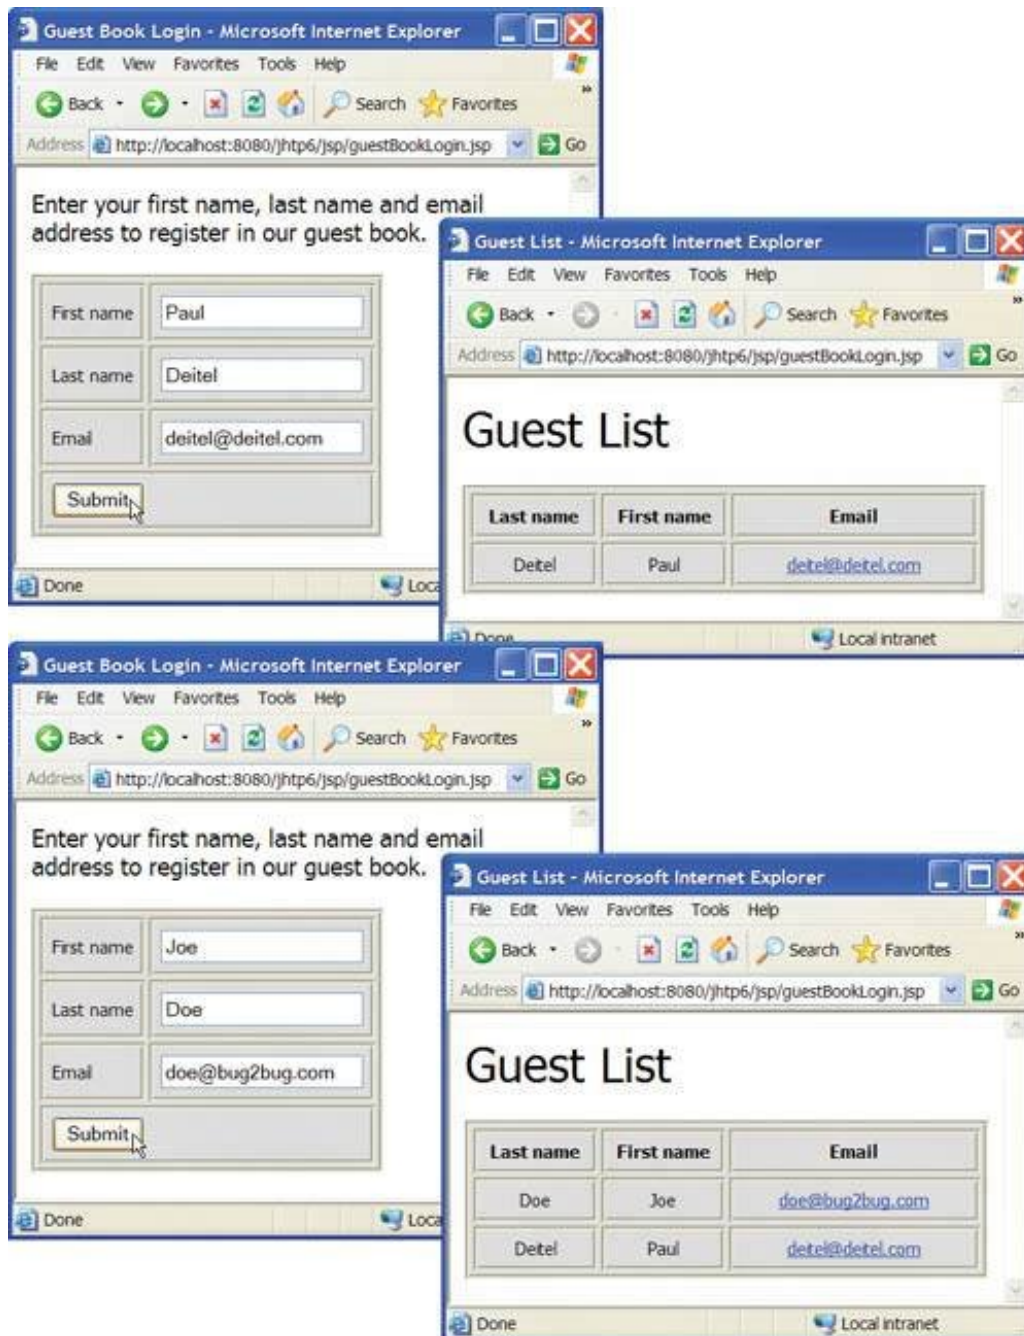 Guest Book Login - Microsoft Internet Explorer
File Edit View Favorites Tools Help
Back Search Favorites »
Address http://localhost:8080/jhtp6/jsp/guestBookLogin.jsp Go
Enter your first name, last name and email
address to register in our guest book.
First name Paul
Last name Deitel
Email deitel@deitel.com
Submit
Done Loca
Guest List - Microsoft Internet Explorer
File Edit View Favorites Tools Help
Back Search Favorites »
Address http://localhost:8080/jhtp6/jsp/guestBookLogin.jsp Go
Guest List
Last name First name Email
Deitel Paul deitel@deitel.com
Done Local intranet
Guest Book Login - Microsoft Internet Explorer
File Edit View Favorites Tools Help
Back Search Favorites »
Address http://localhost:8080/jhtp6/jsp/guestBookLogin.jsp Go
Enter your first name, last name and email
address to register in our guest book.
First name Joe
Last name Doe
Email doe@bug2bug.com
Submit
Done Loca
Guest List - Microsoft Internet Explorer
File Edit View Favorites Tools Help
Back Search Favorites »
Address http://localhost:8080/jhtp6/jsp/guestBookLogin.jsp Go
Guest List
Last name First name Email
Doe Joe doe@bug2bug.com
Deitel Paul deitel@deitel.com
Done Local intranet